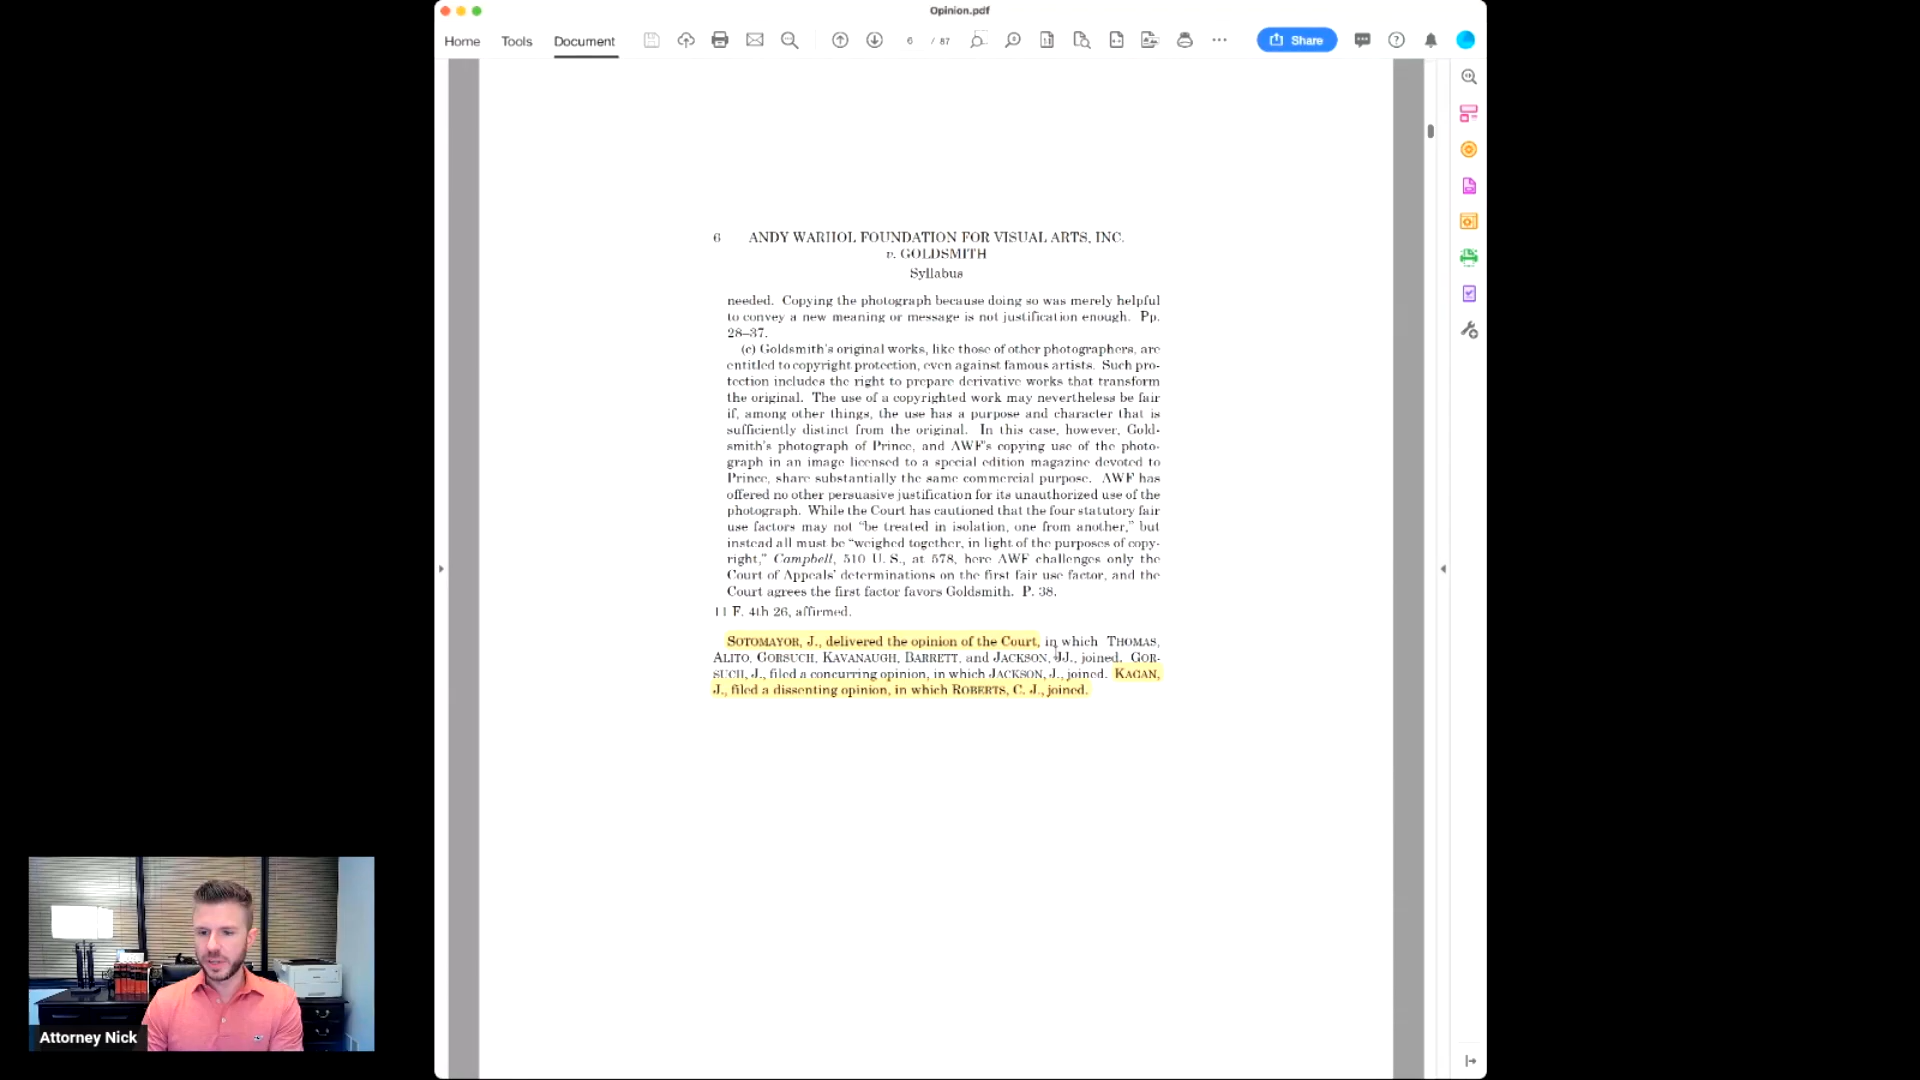 Opinion.pdf
Home Tools Document 6 / 87 Share
6 ANDY WARHOL FOUNDATION FOR VISUAL ARTS, INC.
v. GOLDSMITH
Syllabus
needed. Copying the photograph because doing so was merely helpful
to convey a new meaning or message is not justification enough. Pp.
28–37.
(c) Goldsmith's original works, like those of other photographers, are
entitled to copyright protection, even against famous artists. Such pro-
tection includes the right to prepare derivative works that transform
the original. The use of a copyrighted work may nevertheless be fair
if, among other things, the use has a purpose and character that is
sufficiently distinct from the original. In this case, however, Gold-
smith's photograph of Prince, and AWF's copying use of the photo-
graph in an image licensed to a special edition magazine devoted to
Prince, share substantially the same commercial purpose. AWF has
offered no other persuasive justification for its unauthorized use of the
photograph. While the Court has cautioned that the four statutory fair
use factors may not “be treated in isolation, one from another,” but
instead all must be “weighed together, in light of the purposes of copy-
right,” Campbell, 510 U. S., at 578, here AWF challenges only the
Court of Appeals' determinations on the first fair use factor, and the
Court agrees the first factor favors Goldsmith. P. 38.
11 F. 4th 26, affirmed.
SOTOMAYOR, J., delivered the opinion of the Court, in which THOMAS,
ALITO, GORSUCH, KAVANAUGH, BARRETT, and JACKSON, JJ., joined. GOR-
SUCH, J., filed a concurring opinion, in which JACKSON, J., joined. KAGAN,
J., filed a dissenting opinion, in which ROBERTS, C. J., joined.
Attorney Nick